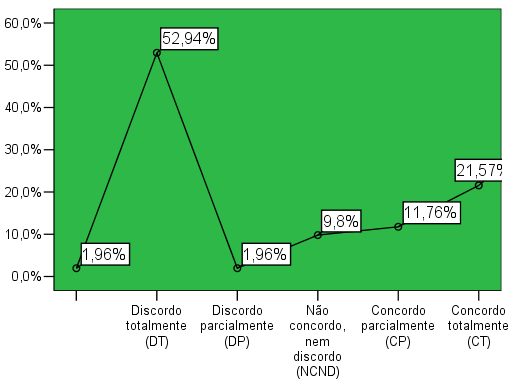 60,0%
50,0%
40,0%
30,0%
20,0%
10,0%
0,0%
1,96%
52,94%
1,96%
9,8%
11,76%
21,57%
Discordo
totalmente
(DT)
Discordo
parcialmente
(DP)
Não
concordo,
nem
discordo
(NCND)
Concordo
parcialmente
(CP)
Concordo
totalmente
(CT)